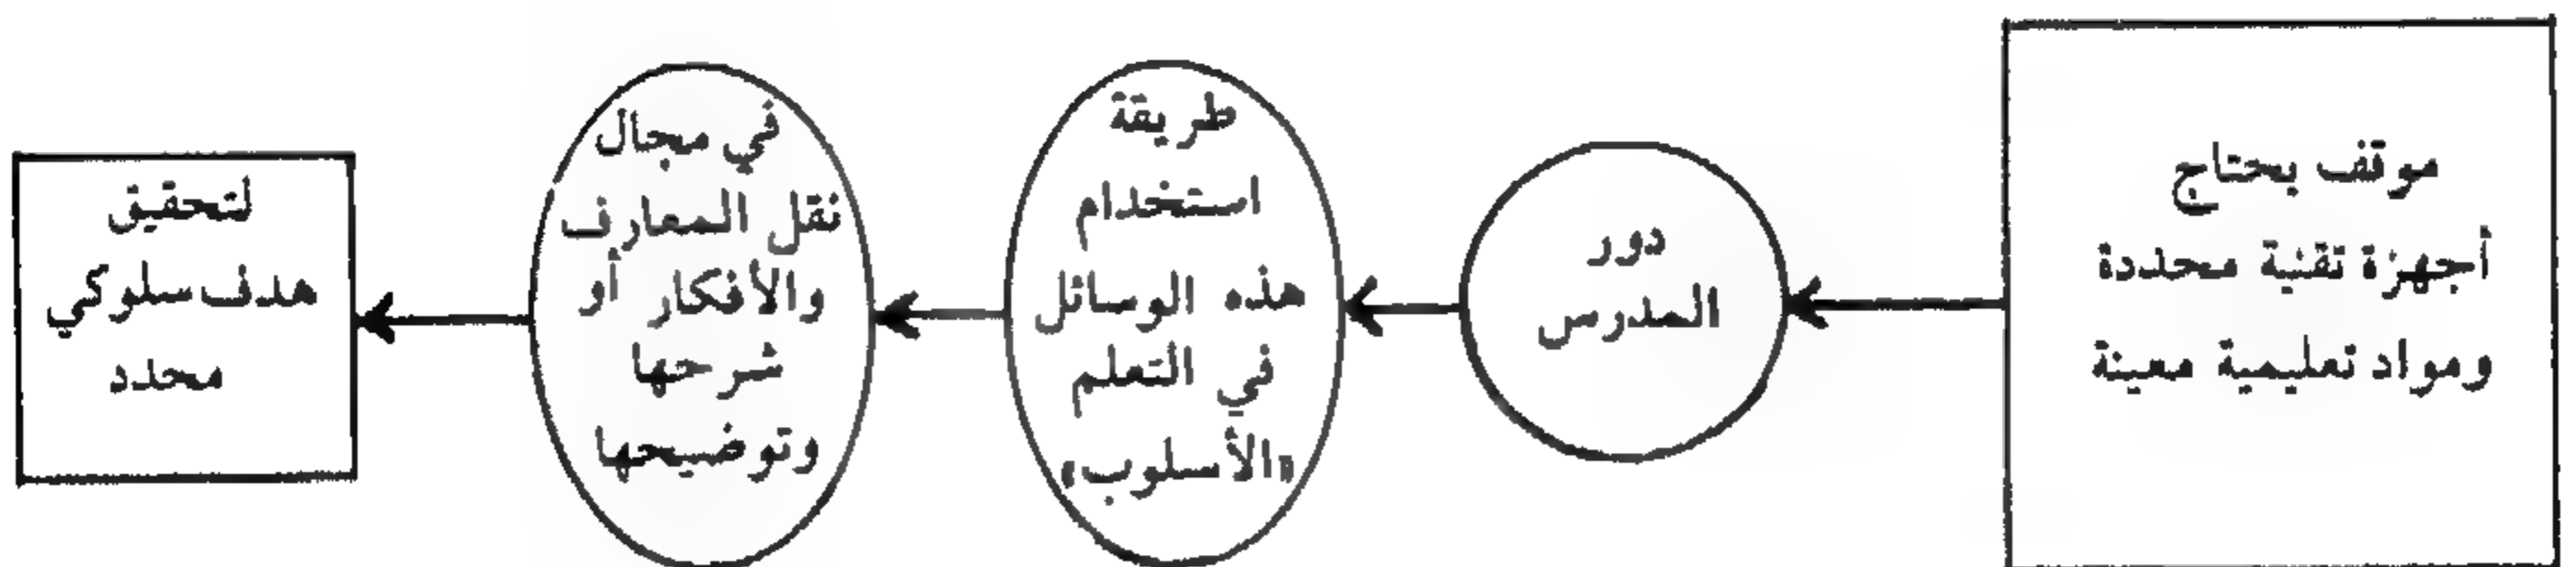 موقف يحتاج
أجهزة تقنية محددة
ومواد تعليمية معينة
دور
المدرس
طريقة
استخدام
هذه الوسائل
في التعلم
«الأسلوب»
في مجال
نقل المعارف
والأفكار أو
شرحها
وتوضيحها
لتحقيق
هدف سلوكي
محدد